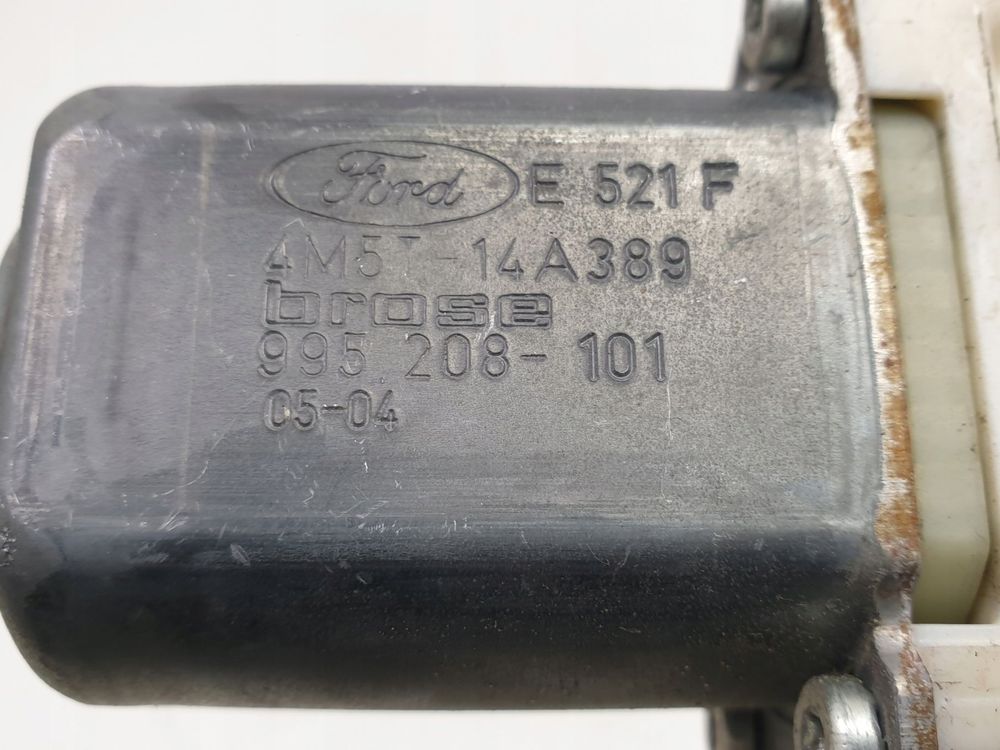 Ford E 521 F
4M5T-14A389
brose
995 208-101
05-04